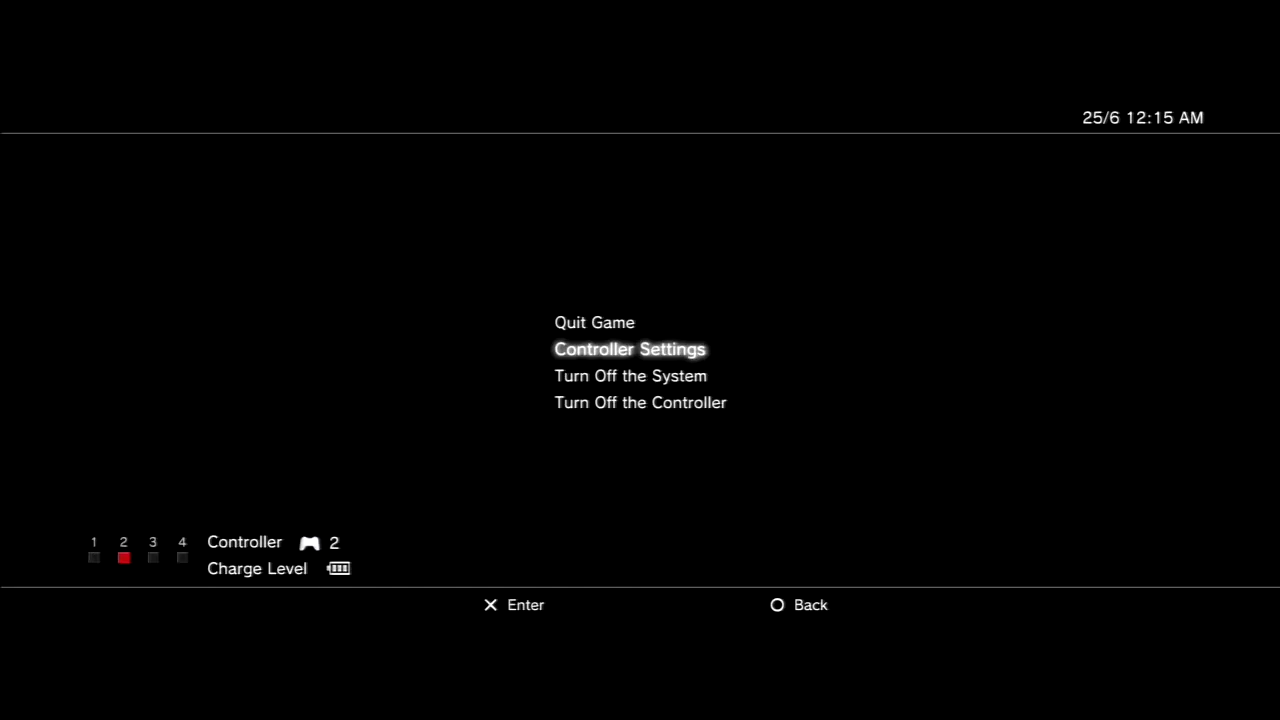 25/6 12:15 AM
Quit Game
Controller Settings
Turn Off the System
Turn Off the Controller
1 2 3 4 Controller 2
Charge Level
Enter Back